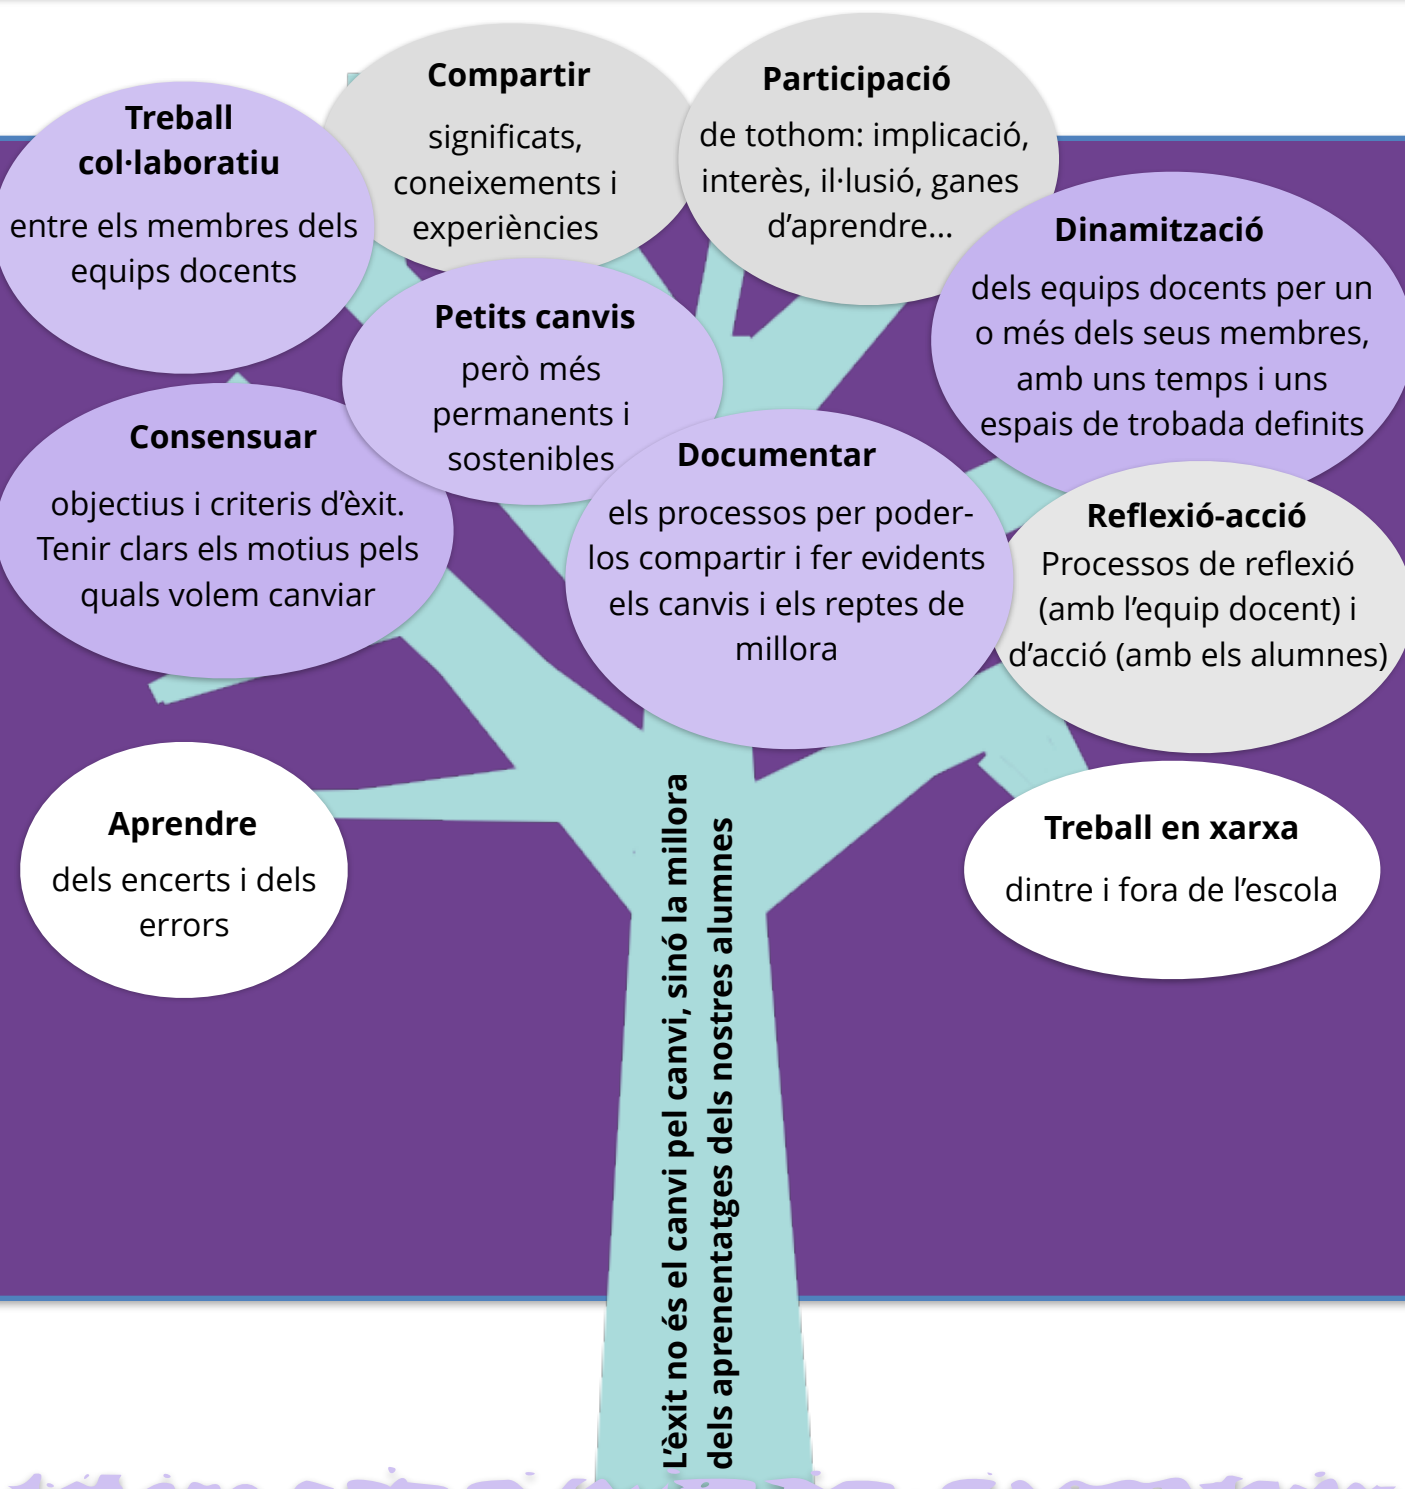 Treball
col·laboratiu
entre els membres dels
equips docents
Compartir
significats,
coneixements i
experiències
Participació
de tothom: implicació,
interès, il·lusió, ganes
d’aprendre...
Dinamització
dels equips docents per un
o més dels seus membres,
amb uns temps i uns
espais de trobada definits
Petits canvis
però més
permanents i
sostenibles
Consensuar
objectius i criteris d’èxit.
Tenir clars els motius pels
quals volem canviar
Documentar
els processos per poder-
los compartir i fer evidents
els canvis i els reptes de
millora
Reflexió-acció
Processos de reflexió
(amb l’equip docent) i
d’acció (amb els alumnes)
Aprendre
dels encerts i dels
errors
Treball en xarxa
dintre i fora de l’escola
L’èxit no és el canvi pel canvi, sinó la millora
dels aprenentatges dels nostres alumnes